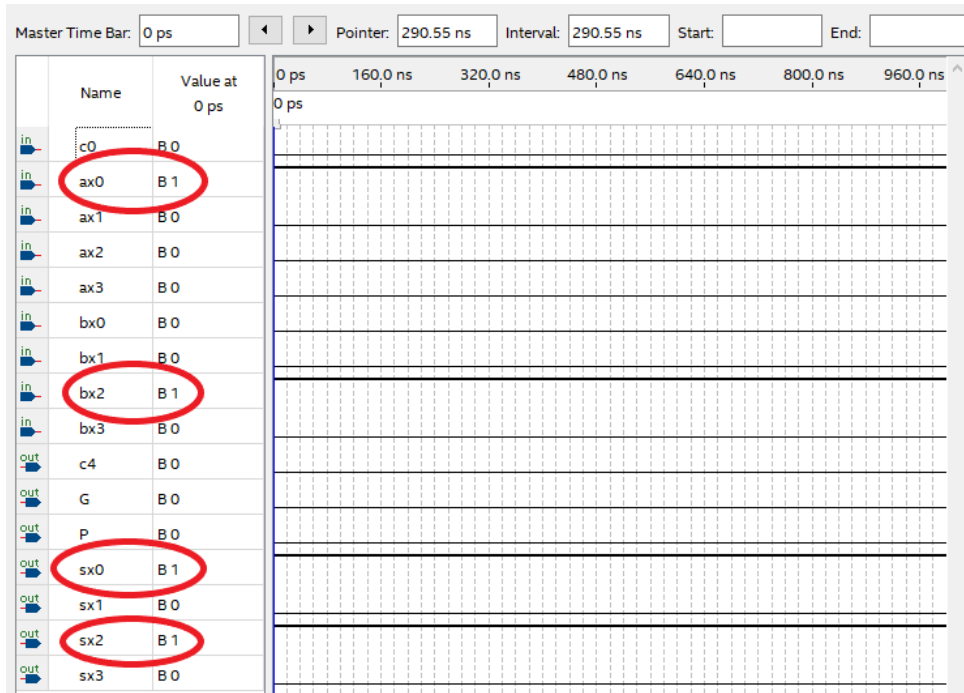 Master Time Bar: 0 ps Pointer: 290.55 ns Interval: 290.55 ns Start: End:
Name Value at 0 ps
0 ps 160.0 ns 320.0 ns 480.0 ns 640.0 ns 800.0 ns 960.0 ns
0 ps
in c0 B 0
in ax0 B 1
in ax1 B 0
in ax2 B 0
in ax3 B 0
in bx0 B 0
in bx1 B 0
in bx2 B 1
in bx3 B 0
out c4 B 0
out G B 0
out P B 0
out sx0 B 1
out sx1 B 0
out sx2 B 1
out sx3 B 0